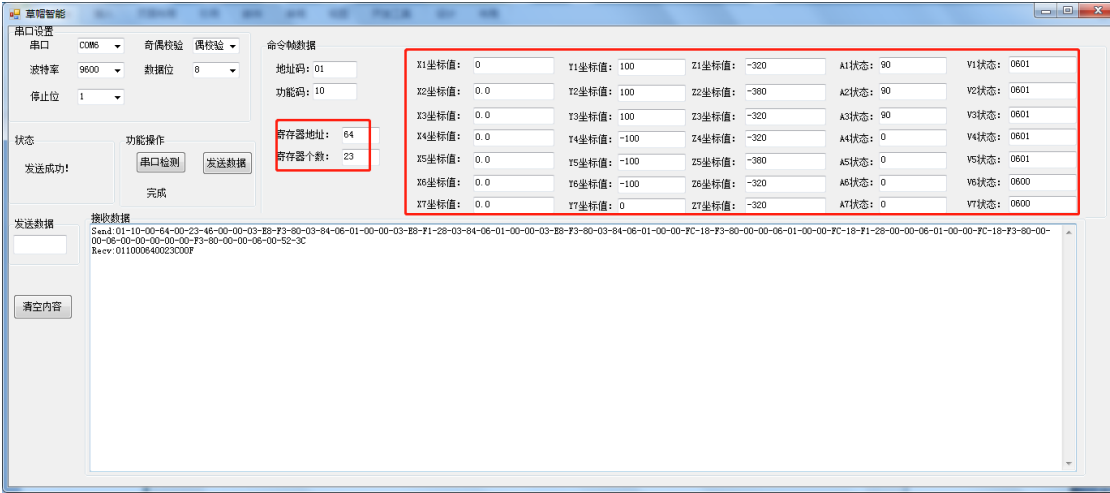 草帽智能
串口设置
串口 COM6 奇偶校验 偶校验
波特率 9600 数据位 8
停止位 1
状态
发送成功!
功能操作
串口检测 发送数据
完成
命令帧数据
地址码: 01
功能码: 10
寄存器地址: 64
寄存器个数: 23
X1坐标值: 0 Y1坐标值: 100 Z1坐标值: -320 A1状态: 90 V1状态: 0601
X2坐标值: 0.0 Y2坐标值: 100 Z2坐标值: -380 A2状态: 90 V2状态: 0601
X3坐标值: 0.0 Y3坐标值: 100 Z3坐标值: -320 A3状态: 90 V3状态: 0601
X4坐标值: 0.0 Y4坐标值: -100 Z4坐标值: -320 A4状态: 0 V4状态: 0601
X5坐标值: 0.0 Y5坐标值: -100 Z5坐标值: -380 A5状态: 0 V5状态: 0601
X6坐标值: 0.0 Y6坐标值: -100 Z6坐标值: -320 A6状态: 0 V6状态: 0600
X7坐标值: 0.0 Y7坐标值: 0 Z7坐标值: -320 A7状态: 0 V7状态: 0600
发送数据
清空内容
接收数据
Send:01-10-00-64-00-23-46-00-00-03-E8-F3-80-03-84-06-01-00-00-03-E8-F1-28-03-84-06-01-00-00-03-E8-F3-80-03-84-06-01-00-00-FC-18-F3-80-00-00-06-01-00-00-FC-18-F1-28-00-00-06-01-00-00-FC-18-F3-80-00-
00-06-00-00-00-00-00-F3-80-00-00-06-00-52-3C
Recv:011000640023C00F